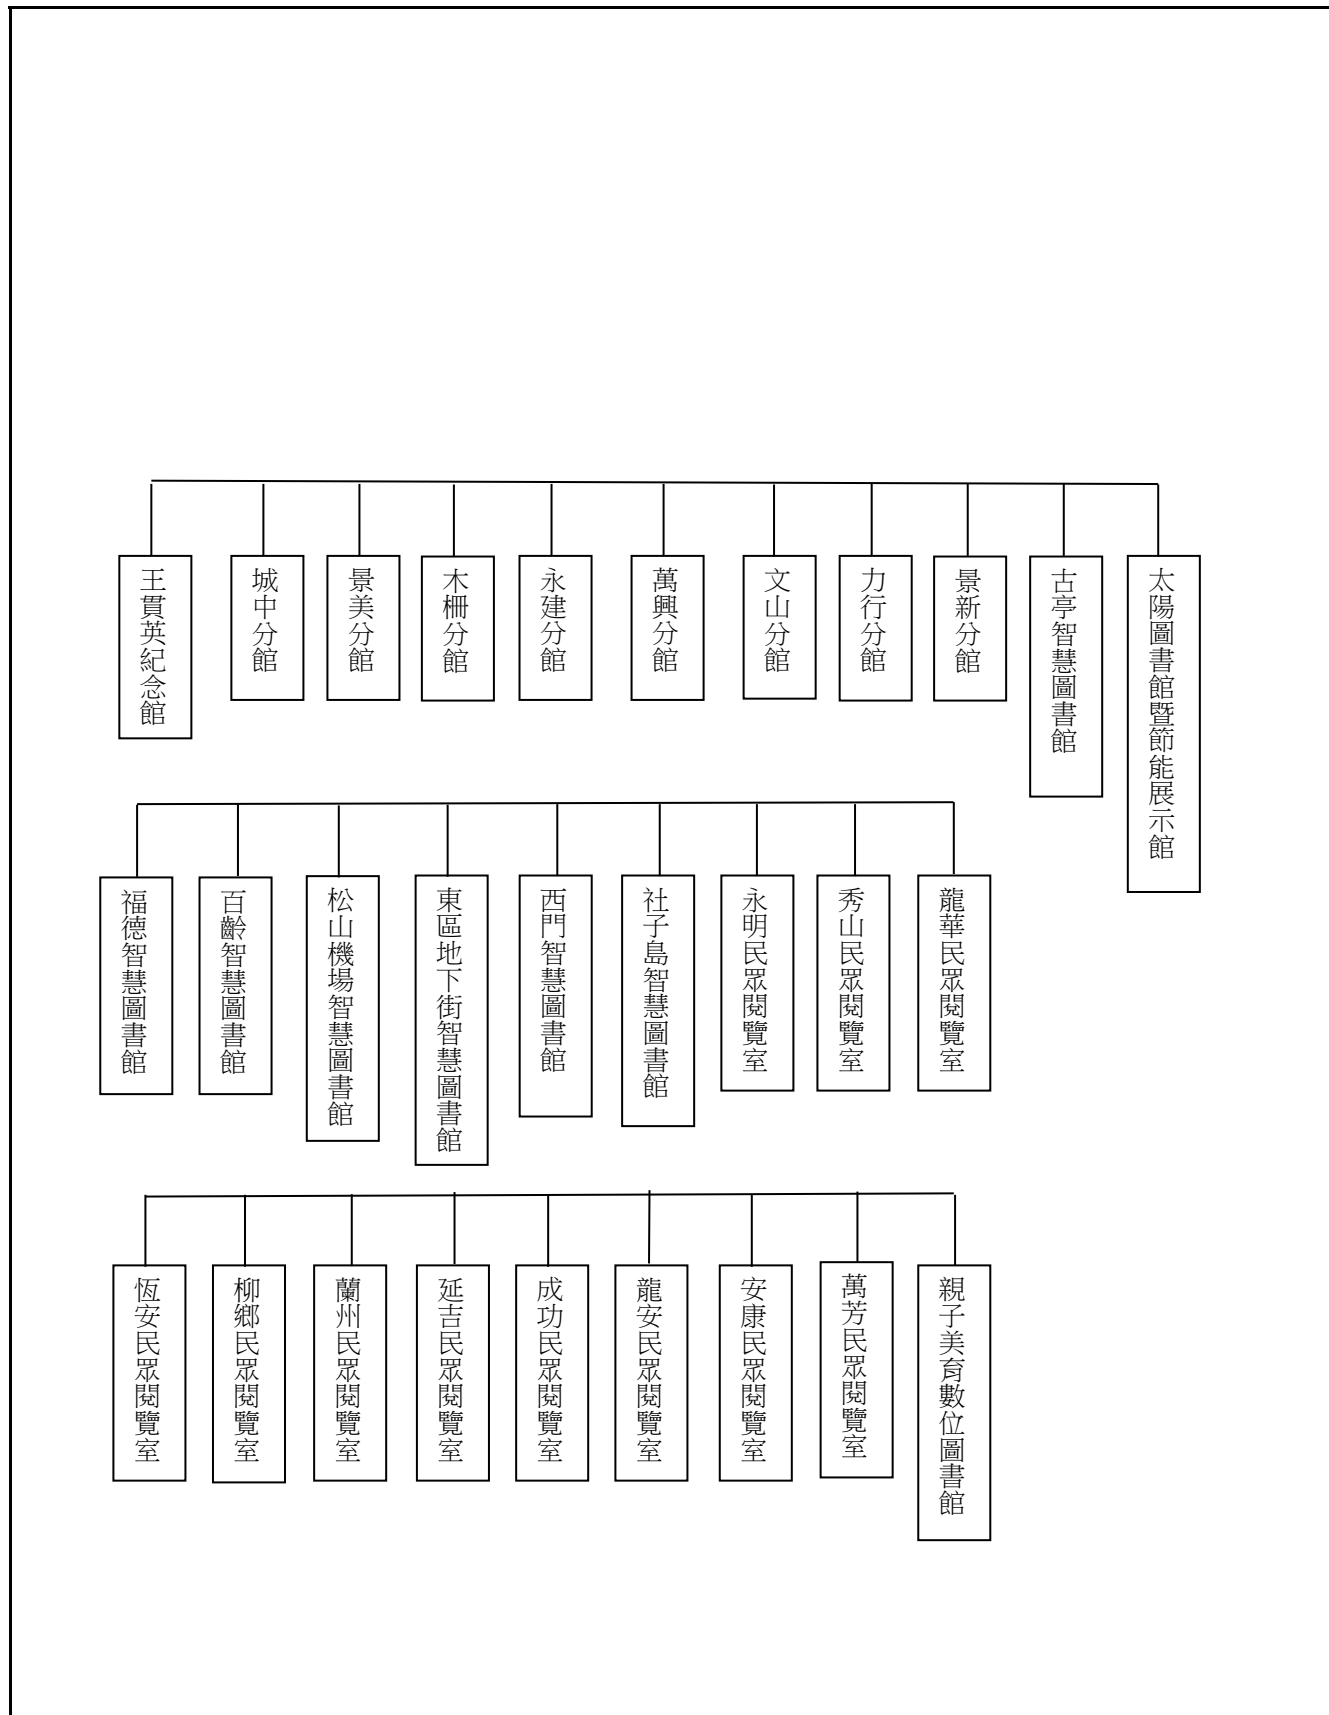 王貫英紀念館
城中分館
景美分館
木柵分館
永建分館
萬興分館
文山分館
力行分館
景新分館
古亭智慧圖書館
太陽圖書館暨節能展示館
福德智慧圖書館
百齡智慧圖書館
松山機場智慧圖書館
東區地下街智慧圖書館
西門智慧圖書館
社子島智慧圖書館
永明民眾閱覽室
秀山民眾閱覽室
龍華民眾閱覽室
恆安民眾閱覽室
柳鄉民眾閱覽室
蘭州民眾閱覽室
延吉民眾閱覽室
成功民眾閱覽室
龍安民眾閱覽室
安康民眾閱覽室
萬芳民眾閱覽室
親子美育數位圖書館